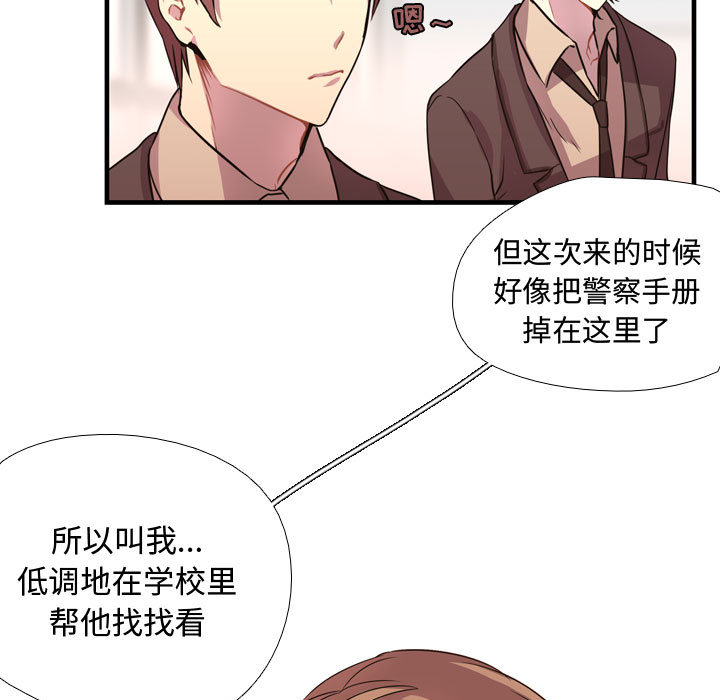 嗯~
但这次来的时候
好像把警察手册
掉在这里了
所以叫我...
低调地在学校里
帮他找找看